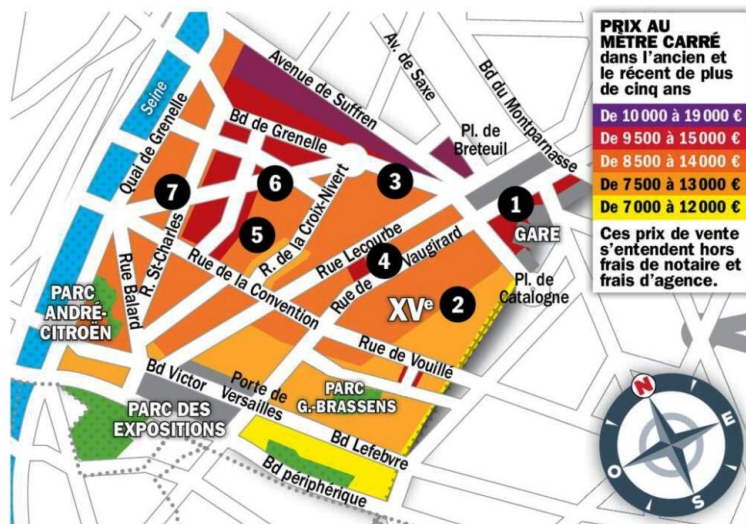 PRIX AU
MÈTRE CARRÉ
dans l'ancien et
le récent de plus
de cinq ans
De 10 000 à 19 000 €
De 9 500 à 15 000 €
De 8 500 à 14 000 €
De 7 500 à 13 000 €
De 7 000 à 12 000 €
Ces prix de vente
s'entendent hors
frais de notaire et
frais d'agence.
Seine
Quai de Grenelle
Avenue de Suffren
Av. de Saxe
Bd du Montparnasse
Bd de Grenelle
Pl. de
Breteuil
7
6
3
1
GARE
R. St-Charles
5
R. de la Croix-Nivert
Rue Lecourbe
4
Rue de Vaugirard
Pl. de
Catalogne
Rue Balard
Rue de la Convention
XVe
2
PARC
ANDRÉ-
CITROËN
Rue de Vouillé
Bd Victor
Porte de
Versailles
PARC
G.-BRASSENS
PARC DES
EXPOSITIONS
Bd Lefebvre
Bd périphérique
N
E
S
O